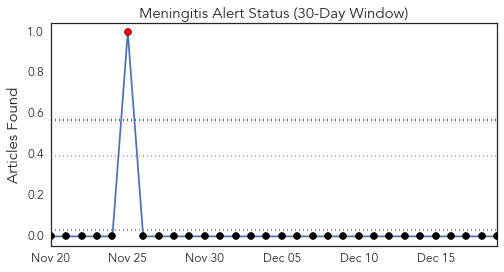 Meningitis Alert Status (30-Day Window)
Articles Found
1.0
0.8
0.6
0.4
0.2
0.0
Nov 20 Nov 25 Nov 30 Dec 05 Dec 10 Dec 15